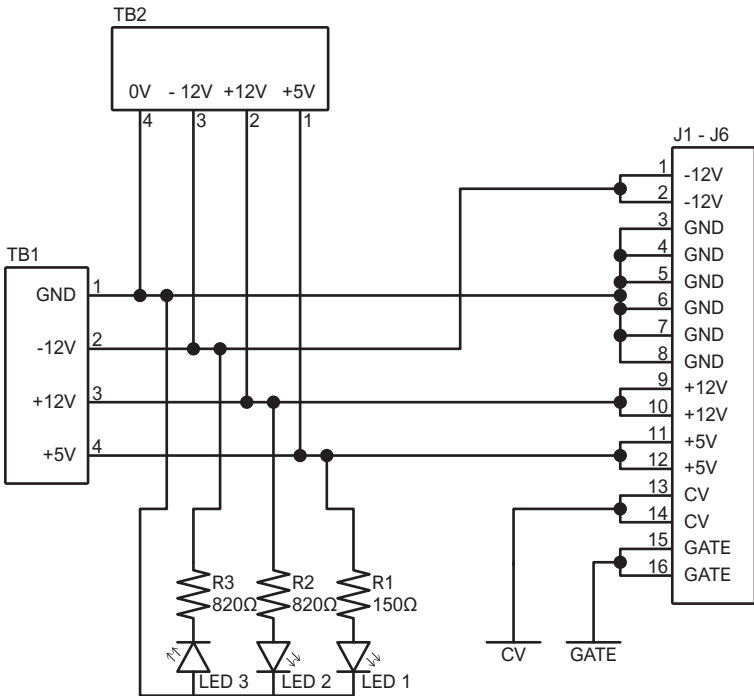 TB2
0V - 12V +12V +5V
4 3 2 1
J1 - J6
1 -12V
2 -12V
3 GND
4 GND
5 GND
6 GND
7 GND
8 GND
9 +12V
10 +12V
11 +5V
12 +5V
13 CV
14 CV
15 GATE
16 GATE
TB1
GND 1
-12V 2
+12V 3
+5V 4
R3
820Ω
R2
820Ω
R1
150Ω
LED 3
LED 2
LED 1
CV
GATE